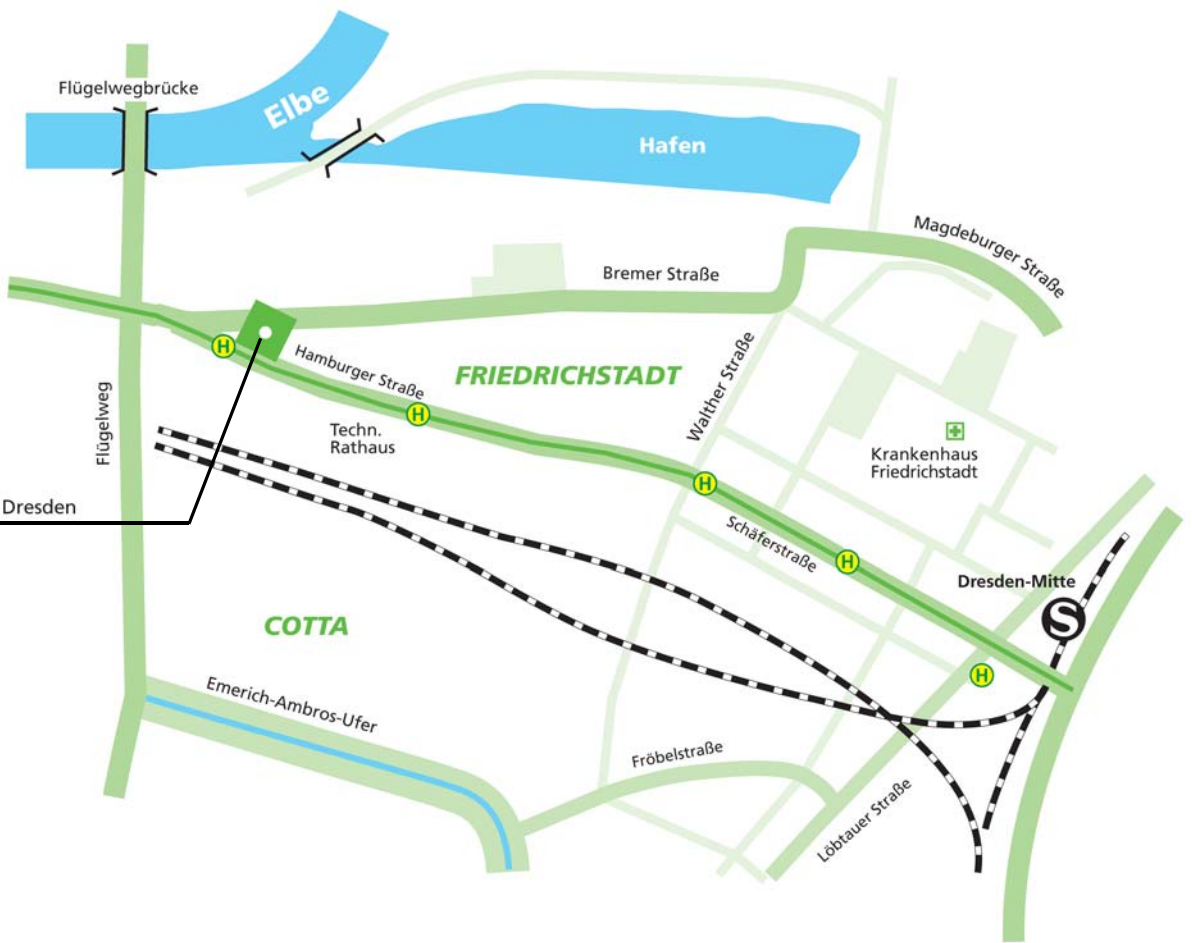 Flügelwegbrücke
Elbe
Hafen
Magdeburger Straße
Bremer Straße
H
Hamburger Straße
FRIEDRICHSTADT
Walther Straße
Flügelweg
H
Techn.
Rathaus
Krankenhaus
Friedrichstadt
H
Dresden
Schäferstraße
H
Dresden-Mitte
S
COTTA
H
Emerich-Ambros-Ufer
Fröbelstraße
Löbtauer Straße